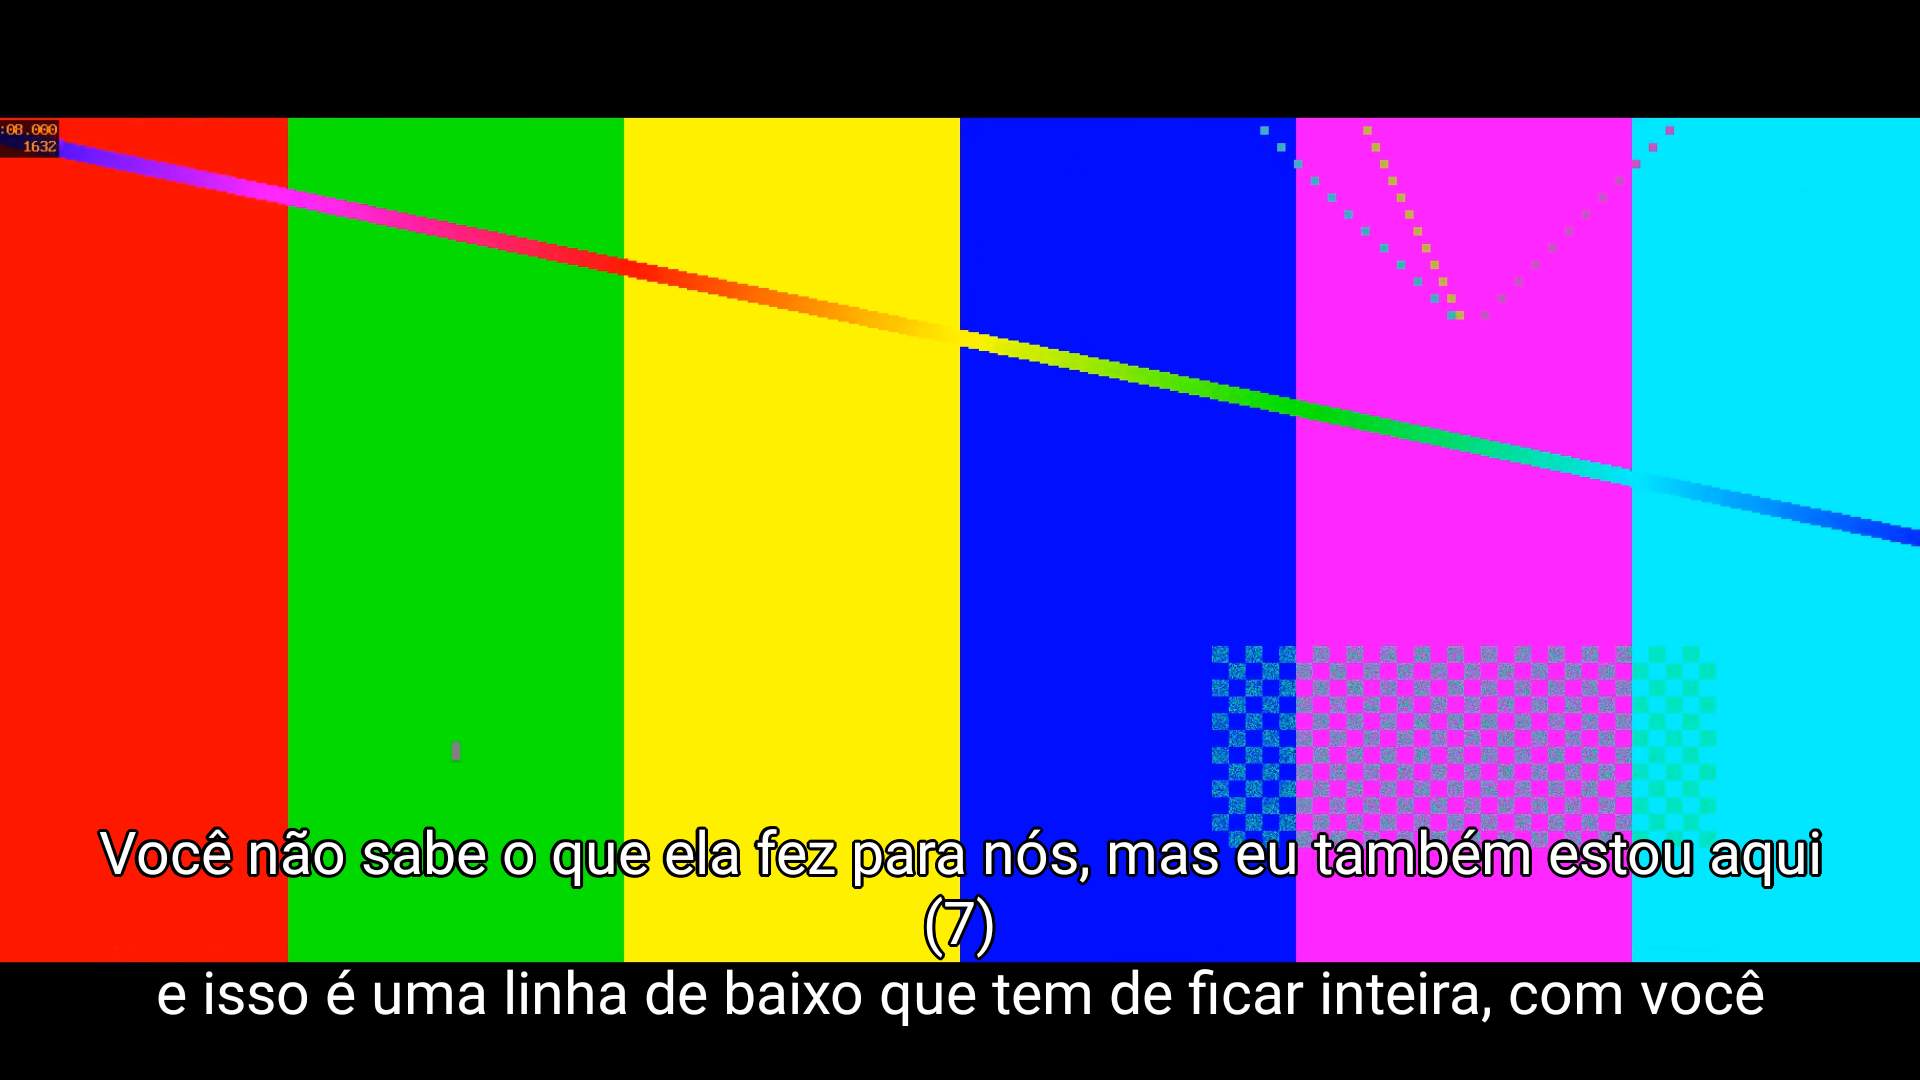 :08.000
1632
Você não sabe o que ela fez para nós, mas eu também estou aqui
(7)
e isso é uma linha de baixo que tem de ficar inteira, com você